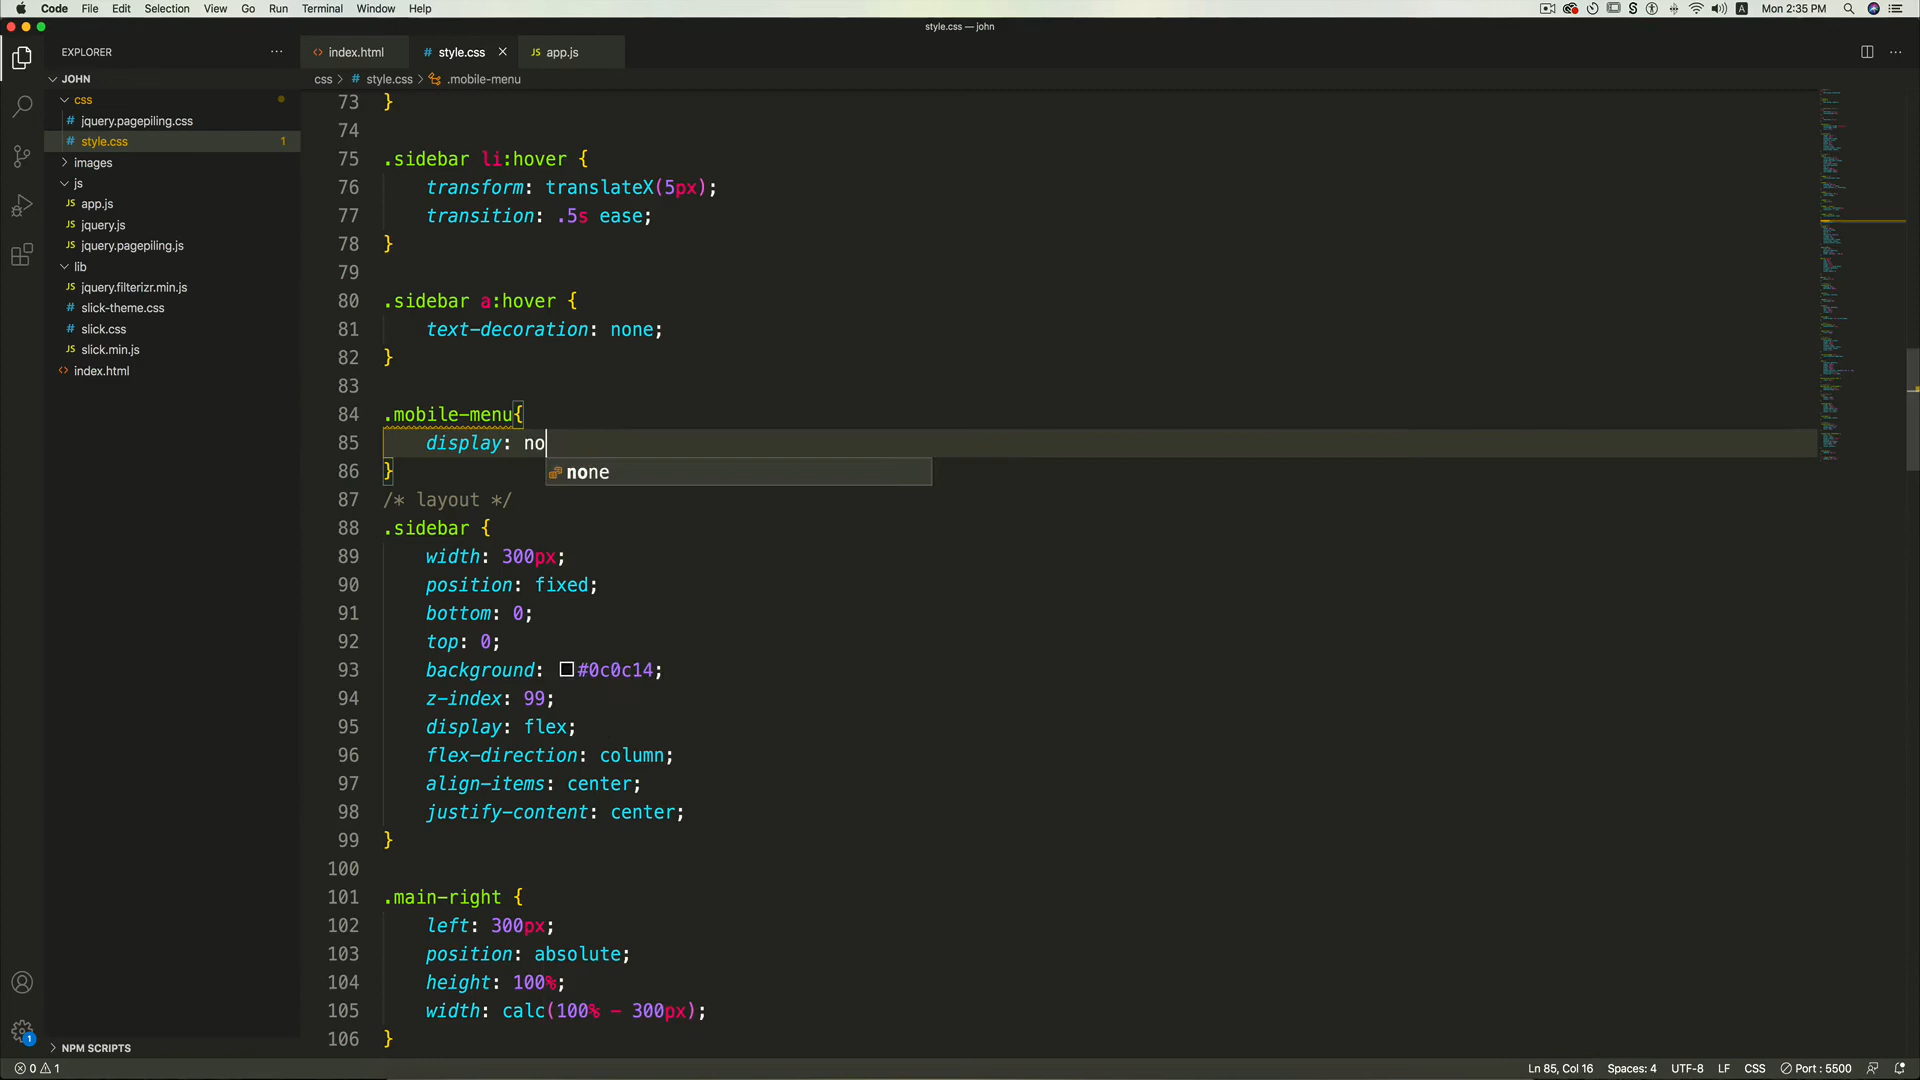 Code File Edit Selection View Go Run Terminal Window Help
Mon 2:35 PM
style.css — john
EXPLORER
index.html
style.css
app.js
JOHN
css > style.css > .mobile-menu
css
jquery.pagepiling.css
style.css 1
images
js
app.js
jquery.js
jquery.pagepiling.js
lib
jquery.filterizr.min.js
slick-theme.css
slick.css
slick.min.js
index.html
73 }
74
75 .sidebar li:hover {
76 transform: translateX(5px);
77 transition: .5s ease;
78 }
79
80 .sidebar a:hover {
81 text-decoration: none;
82 }
83
84 .mobile-menu{
85 display: no
86 }
none
87 /* layout */
88 .sidebar {
89 width: 300px;
90 position: fixed;
91 bottom: 0;
92 top: 0;
93 background: #0c0c14;
94 z-index: 99;
95 display: flex;
96 flex-direction: column;
97 align-items: center;
98 justify-content: center;
99 }
100
101 .main-right {
102 left: 300px;
103 position: absolute;
104 height: 100%;
105 width: calc(100% - 300px);
106 }
NPM SCRIPTS
1
0 1
Ln 85, Col 16 Spaces: 4 UTF-8 LF CSS Port : 5500